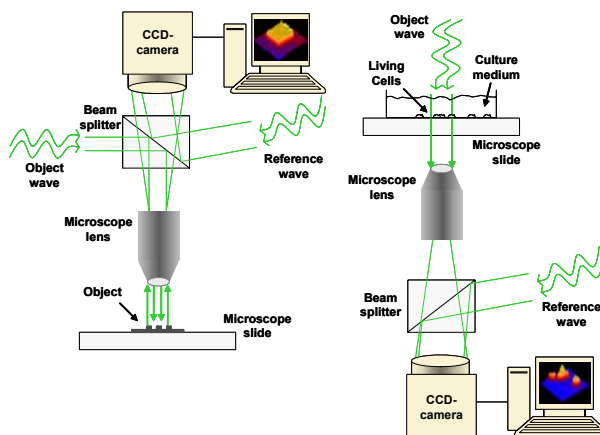 CCD-
camera
Beam
splitter
Object
wave
Reference
wave
Microscope
lens
Object
Microscope
slide
Object
wave
Living
Cells
Culture
medium
Microscope
slide
Microscope
lens
Beam
splitter
Reference
wave
CCD-
camera